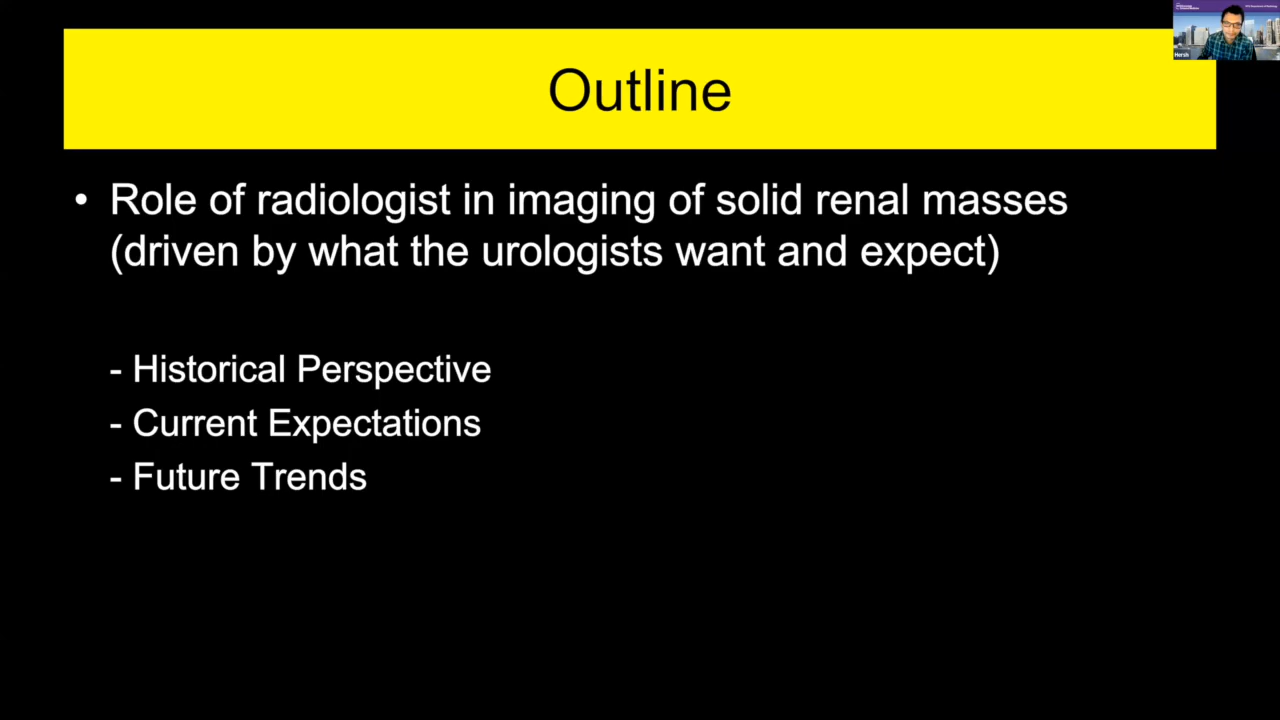 Outline
• Role of radiologist in imaging of solid renal masses
(driven by what the urologists want and expect)
- Historical Perspective
- Current Expectations
- Future Trends
Hersh